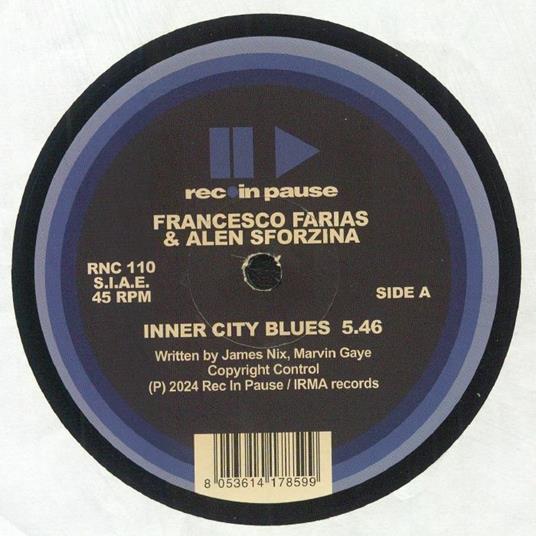 rec•in pause
FRANCESCO FARIAS
& ALEN SFORZINA
RNC 110
S.I.A.E.
45 RPM
SIDE A
INNER CITY BLUES 5.46
Written by James Nix, Marvin Gaye
Copyright Control
(P) 2024 Rec In Pause / IRMA records
8 053614 178599